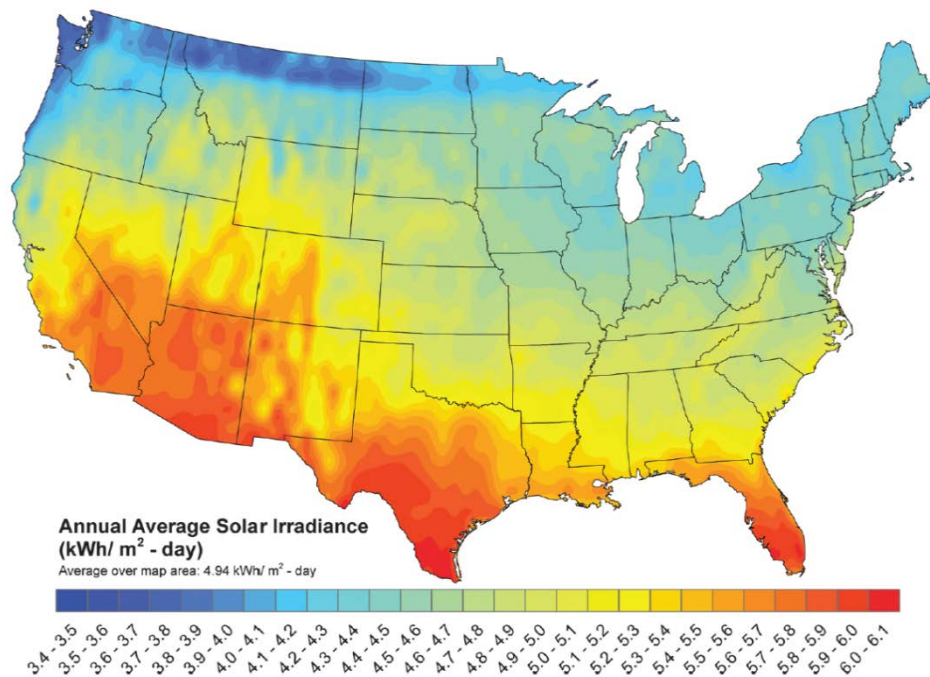 Annual Average Solar Irradiance
(kWh/ m² - day)
Average over map area: 4.94 kWh/ m² - day
3.4 - 3.5
3.5 - 3.6
3.6 - 3.7
3.7 - 3.8
3.8 - 3.9
3.9 - 4.0
4.0 - 4.1
4.1 - 4.2
4.2 - 4.3
4.3 - 4.4
4.4 - 4.5
4.5 - 4.6
4.6 - 4.7
4.7 - 4.8
4.8 - 4.9
4.9 - 5.0
5.0 - 5.1
5.1 - 5.2
5.2 - 5.3
5.3 - 5.4
5.4 - 5.5
5.5 - 5.6
5.6 - 5.7
5.7 - 5.8
5.8 - 5.9
5.9 - 6.0
6.0 - 6.1